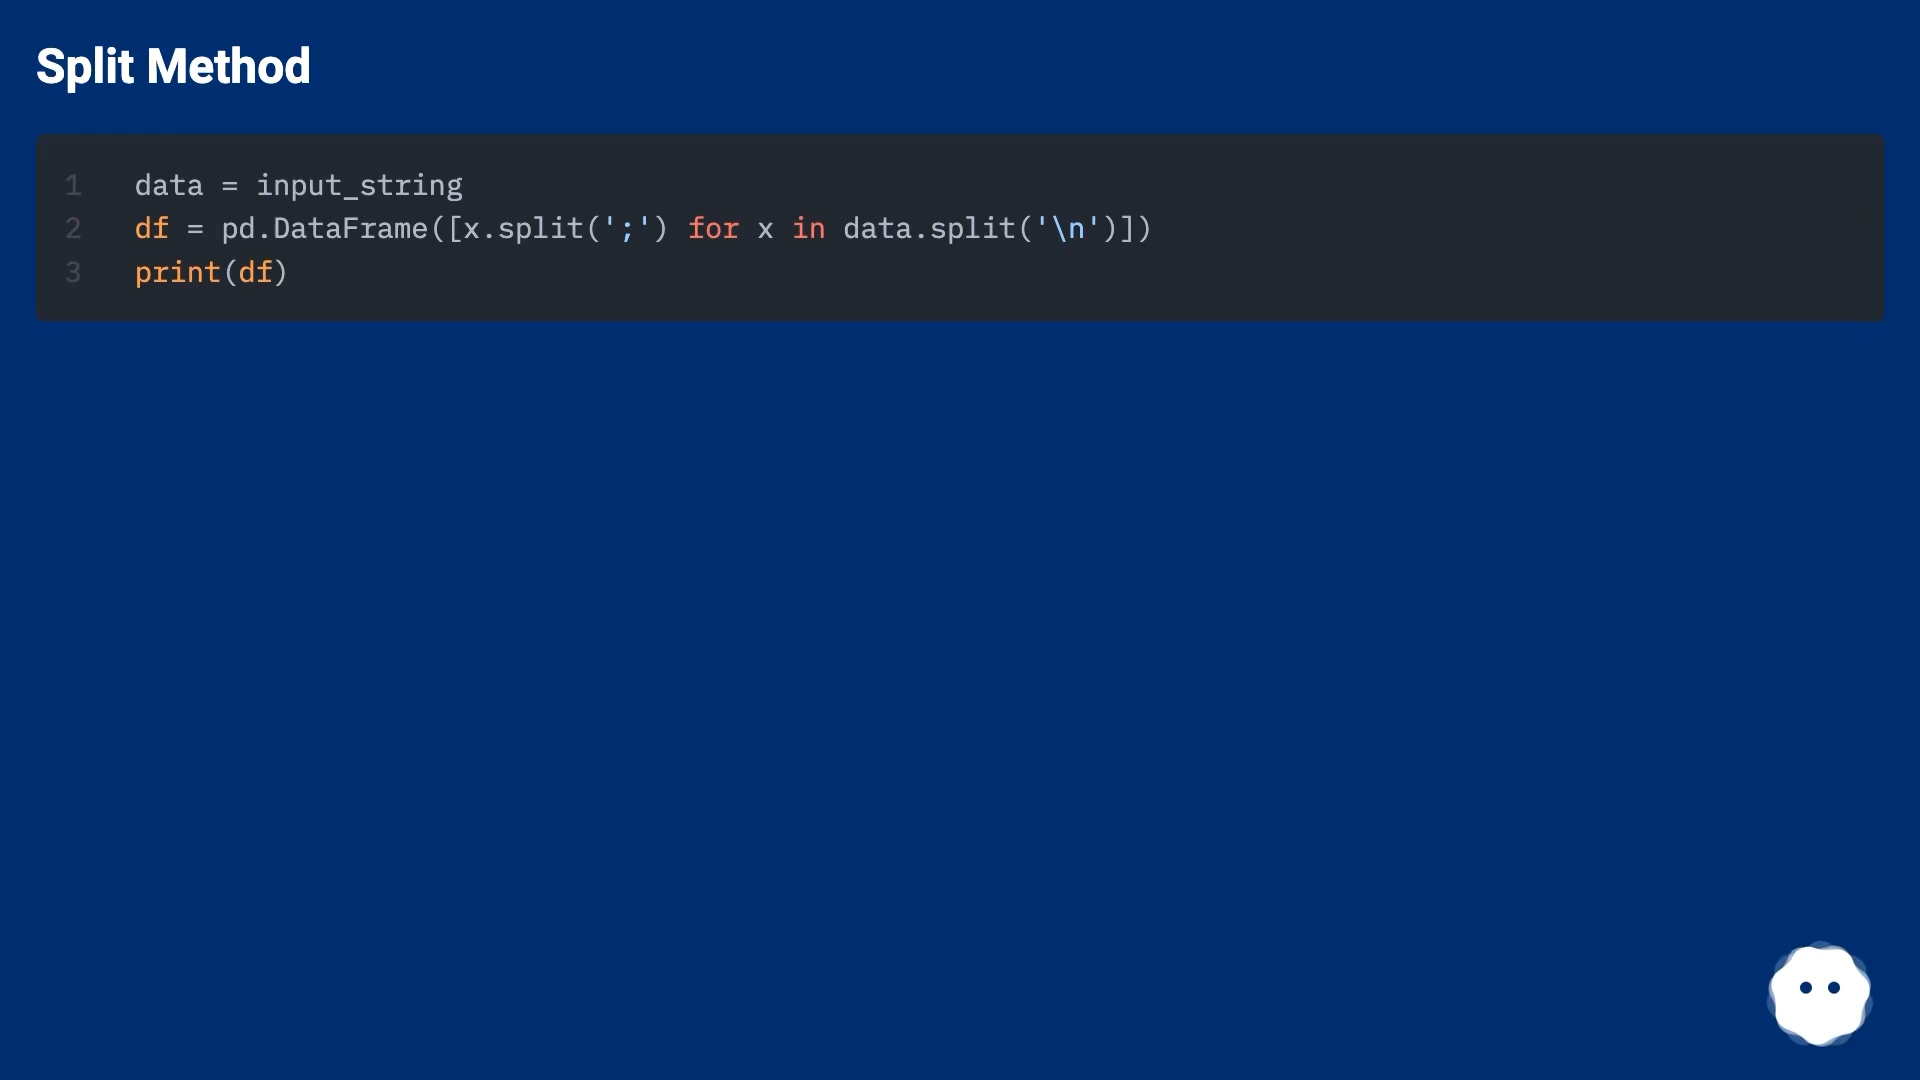 Split Method
1 data = input_string
2 df = pd.DataFrame([x.split(';') for x in data.split('\n')])
3 print(df)